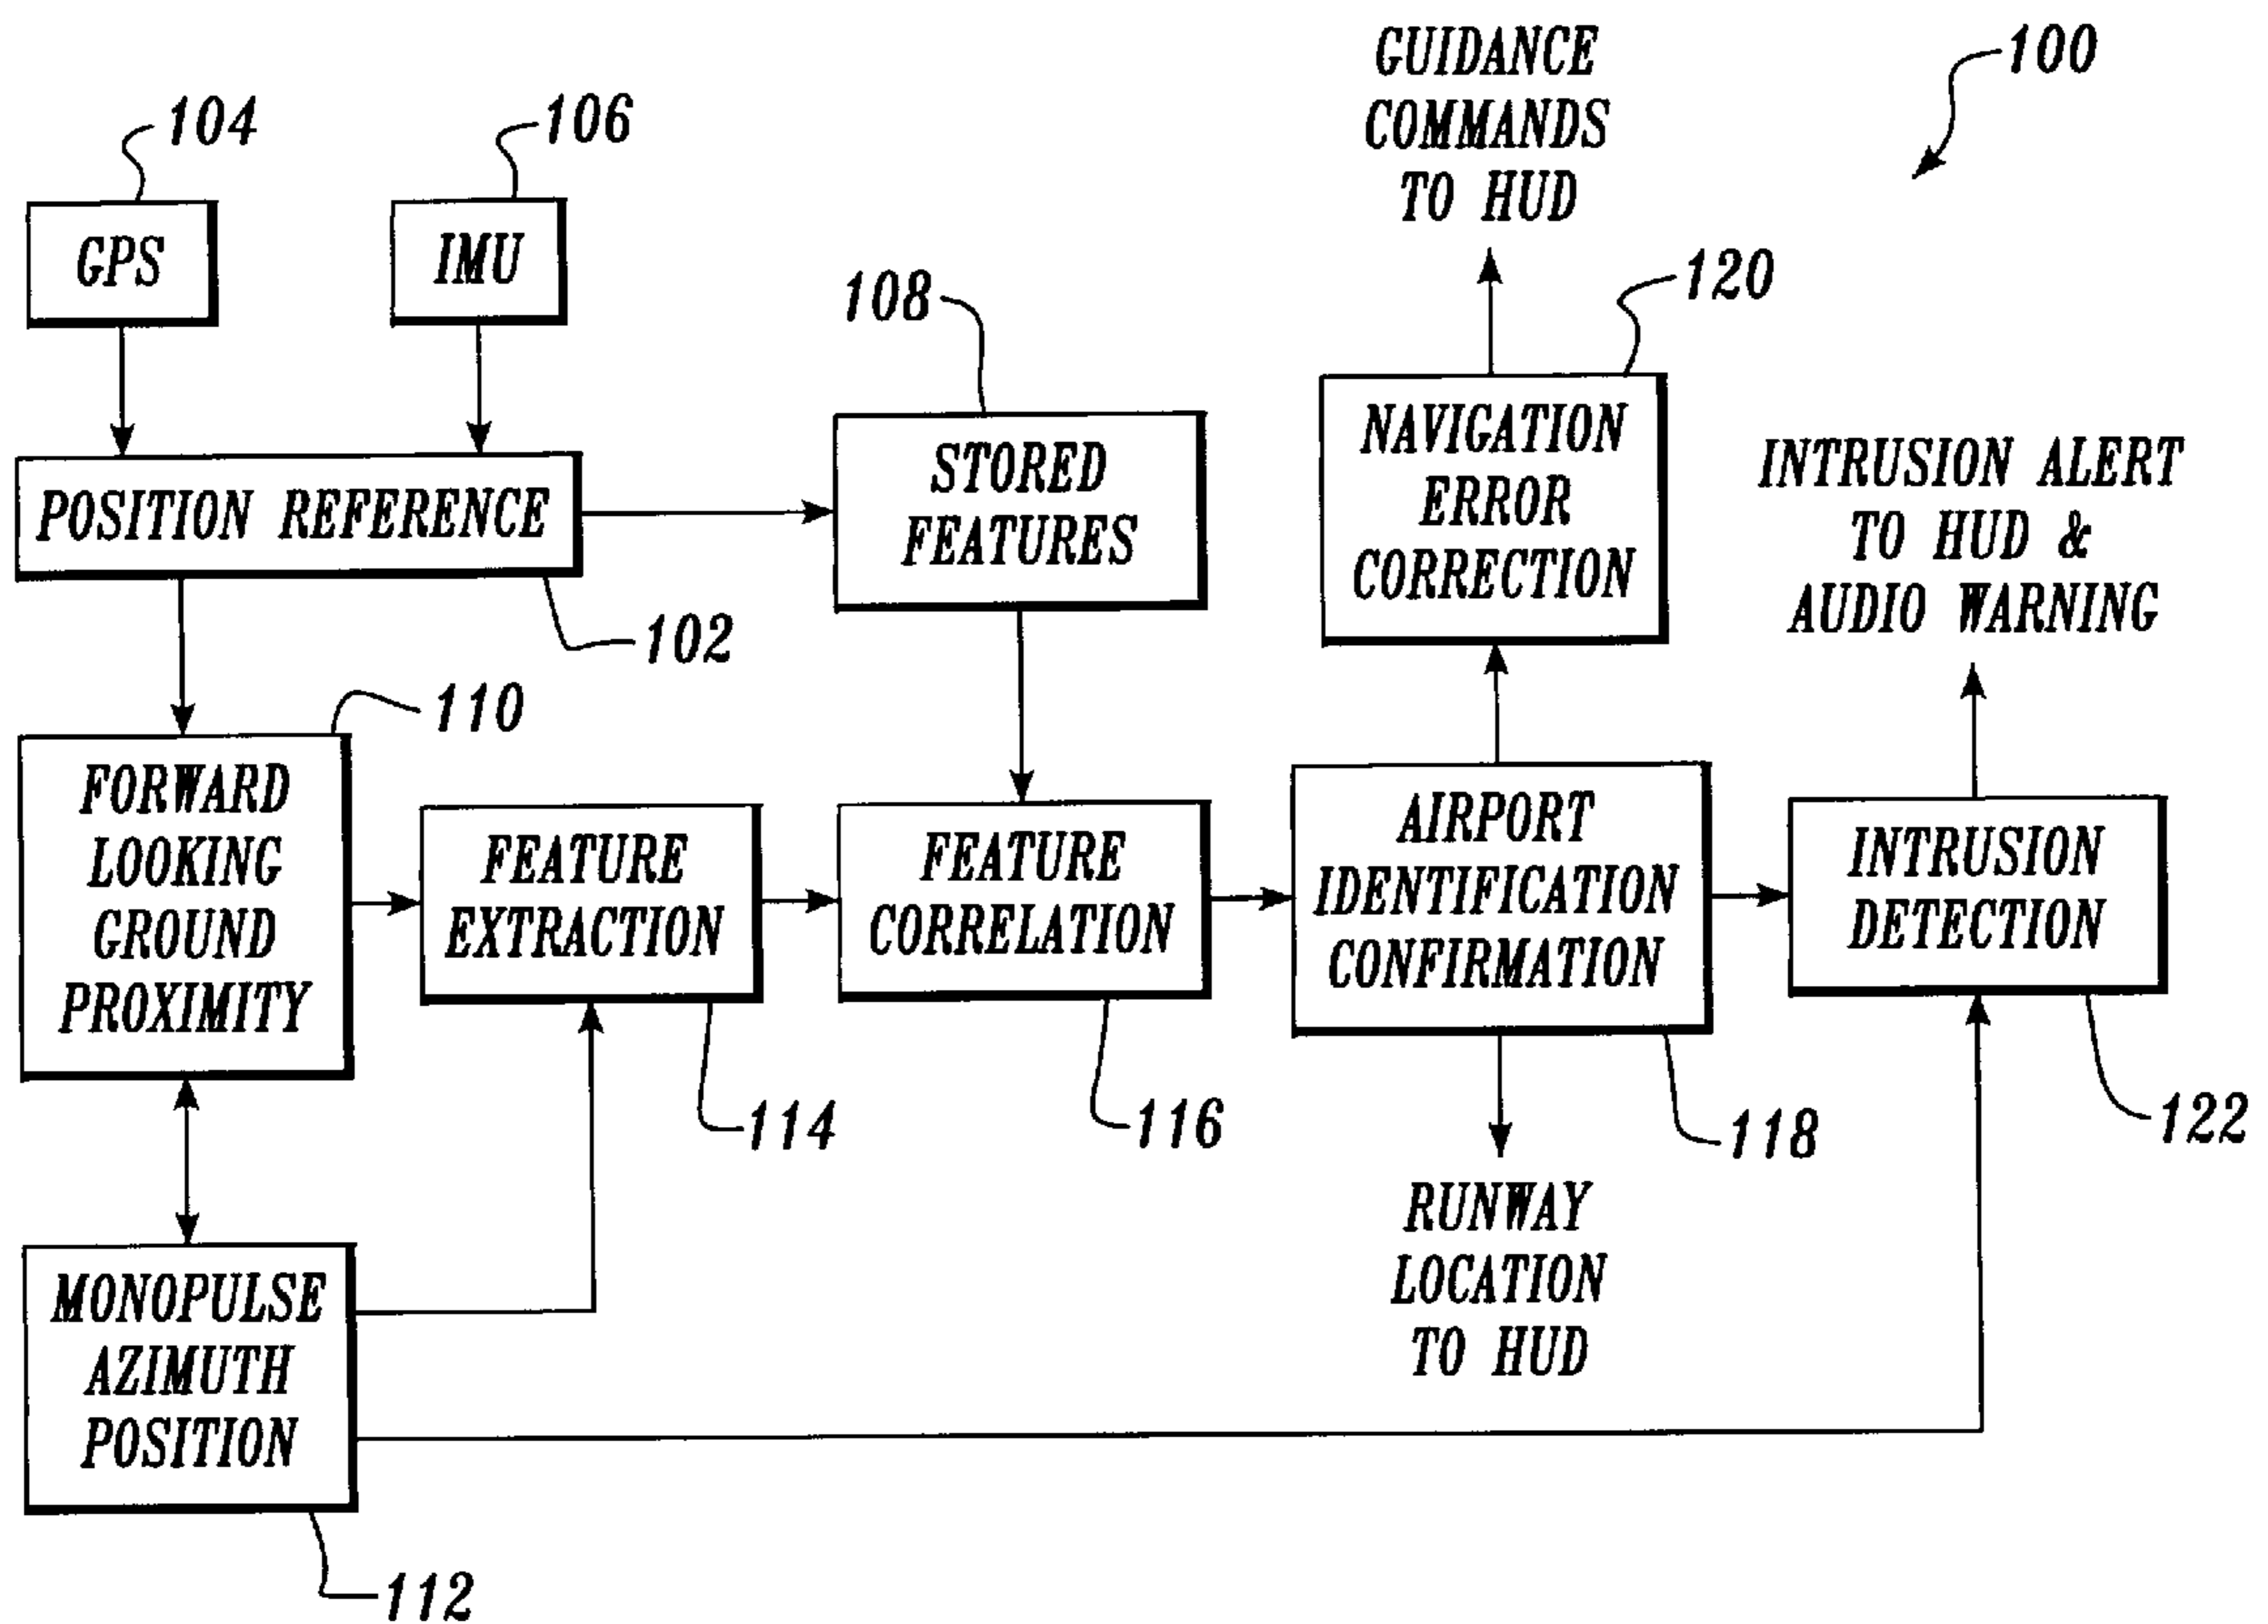 GUIDANCE
COMMANDS
TO HUD
100
104
106
GPS
IMU
108
120
POSITION REFERENCE
STORED
FEATURES
NAVIGATION
ERROR
CORRECTION
INTRUSION ALERT
TO HUD &
AUDIO WARNING
102
110
FORWARD
LOOKING
GROUND
PROXIMITY
FEATURE
EXTRACTION
FEATURE
CORRELATION
AIRPORT
IDENTIFICATION
CONFIRMATION
INTRUSION
DETECTION
114
116
118
122
RUNWAY
LOCATION
TO HUD
MONOPULSE
AZIMUTH
POSITION
112